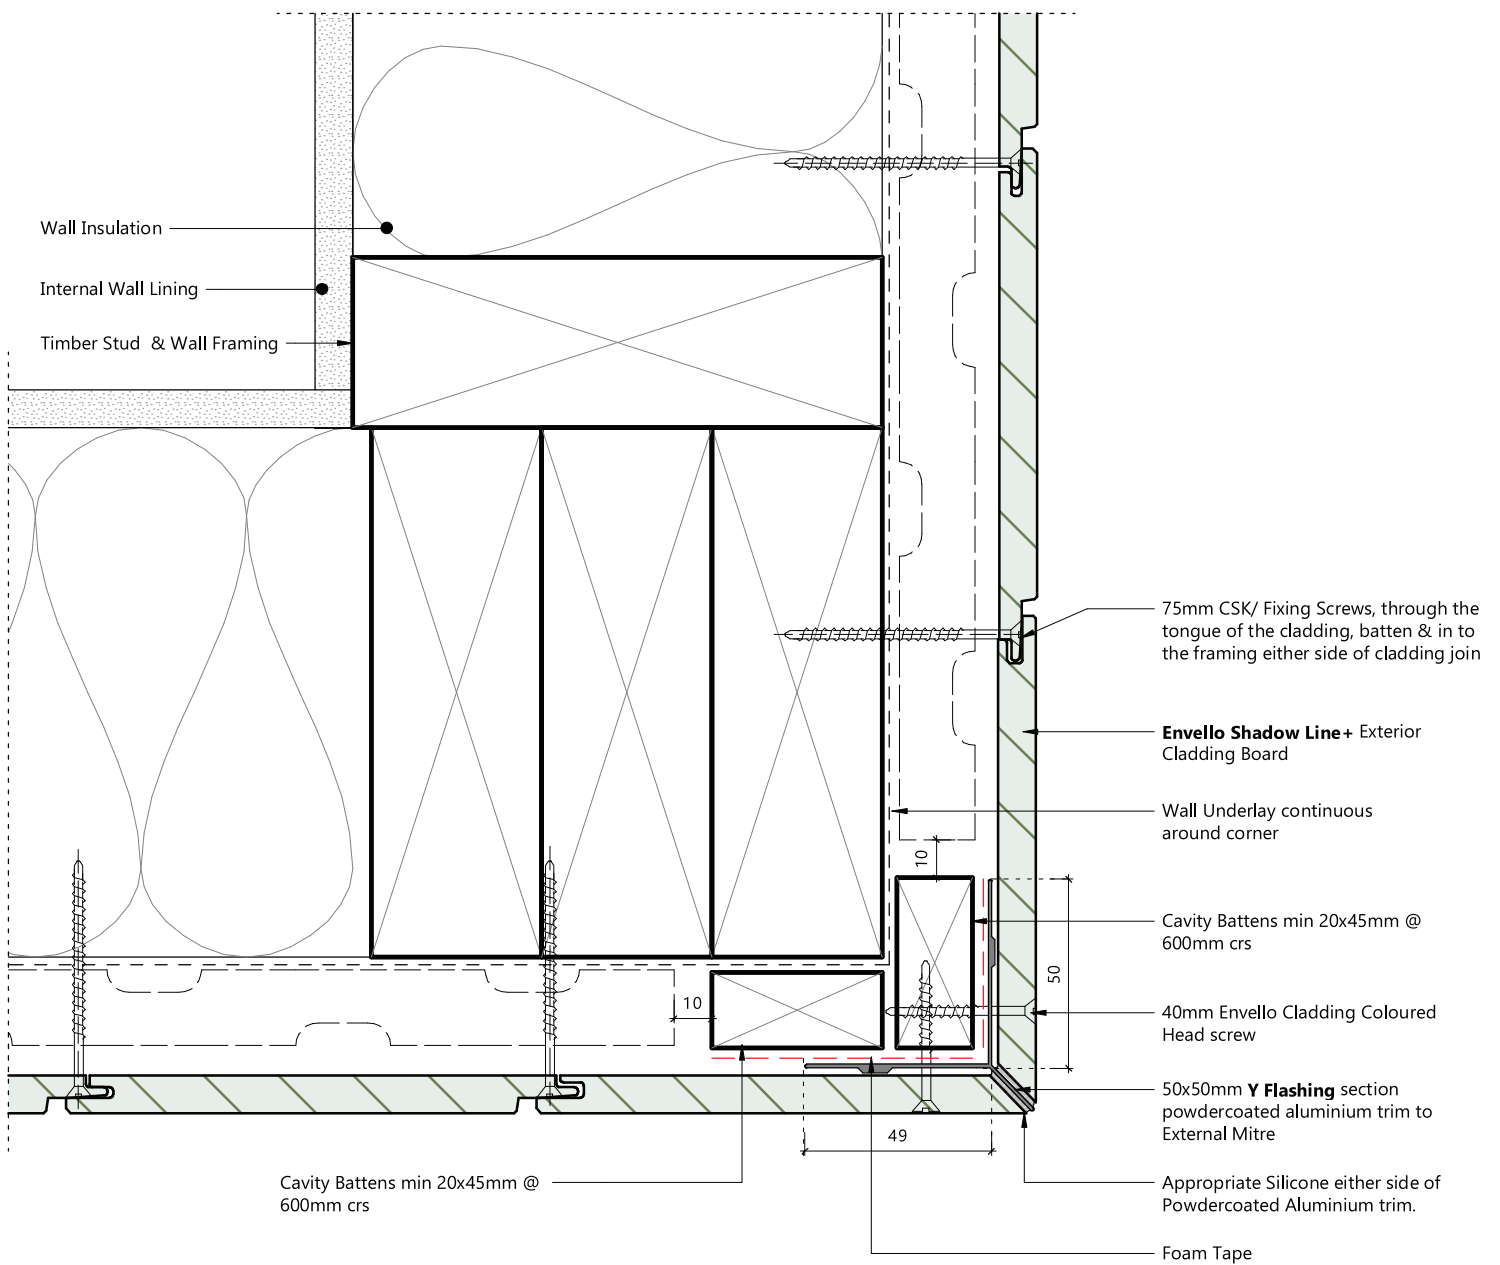 Wall Insulation
Internal Wall Lining
Timber Stud & Wall Framing
75mm CSK/ Fixing Screws, through the
tongue of the cladding, batten & in to
the framing either side of cladding join
Envello Shadow Line+ Exterior
Cladding Board
Wall Underlay continuous
around corner
10
Cavity Battens min 20x45mm @
600mm crs
50
10
40mm Envello Cladding Coloured
Head screw
50x50mm Y Flashing section
powdercoated aluminium trim to
External Mitre
49
Cavity Battens min 20x45mm @
600mm crs
Appropriate Silicone either side of
Powdercoated Aluminium trim.
Foam Tape